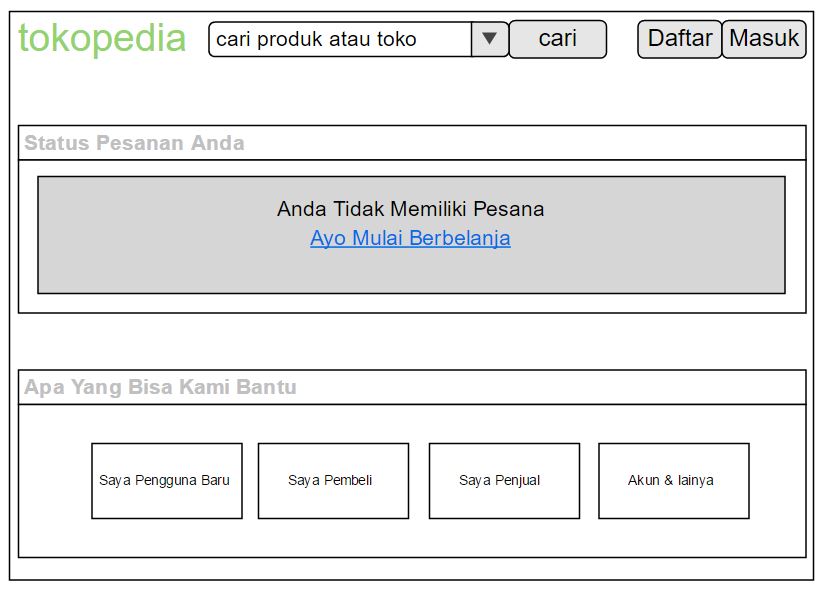 tokopedia cari produk atau toko cari Daftar Masuk
Status Pesanan Anda
Anda Tidak Memiliki Pesana
Ayo Mulai Berbelanja
Apa Yang Bisa Kami Bantu
Saya Pengguna Baru Saya Pembeli Saya Penjual Akun & lainya